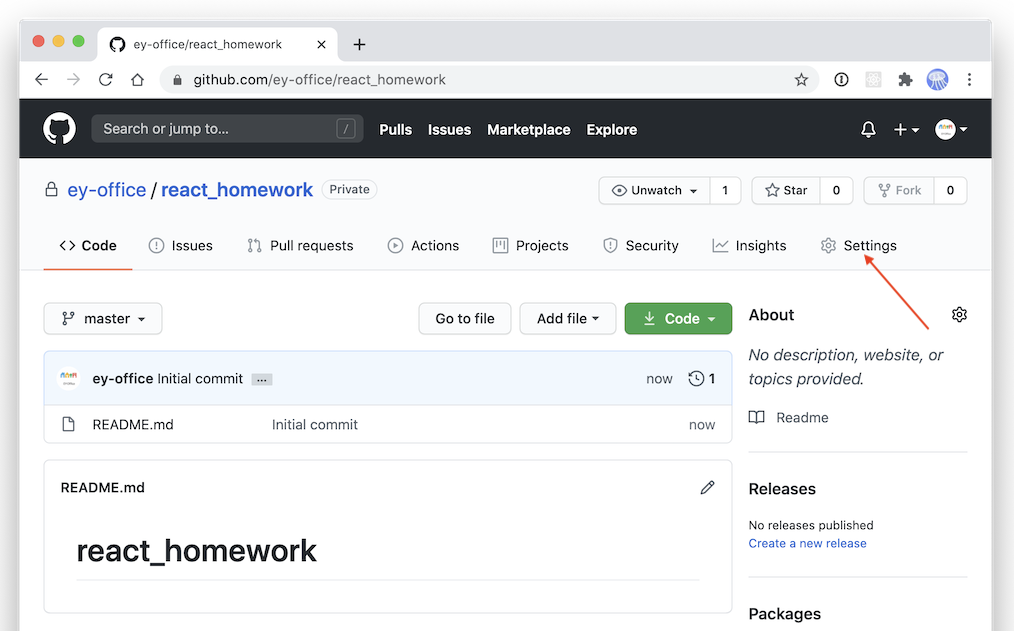 ey-office/react_homework
github.com/ey-office/react_homework
Search or jump to... / Pulls Issues Marketplace Explore
ey-office / react_homework Private Unwatch 1 Star 0 Fork 0
Code Issues Pull requests Actions Projects Security Insights Settings
master Go to file Add file Code About
No description, website, or
topics provided.
ey-office Initial commit ... now 1
Readme
README.md Initial commit now
README.md
Releases
No releases published
Create a new release
react_homework
Packages